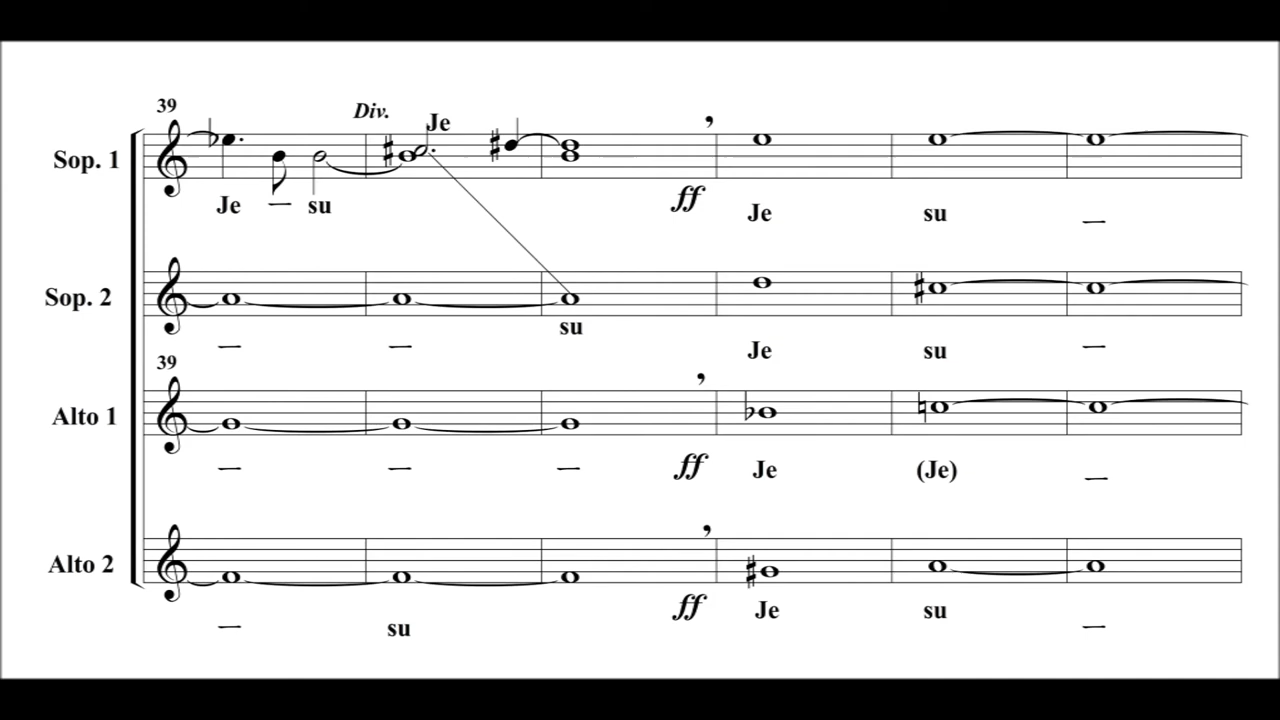 39
Div.
Je
Sop. 1
ff
Je – su
Je su –
Sop. 2
– – su Je su –
39
Alto 1
ff
– – – Je (Je) –
Alto 2
ff
– su Je su –